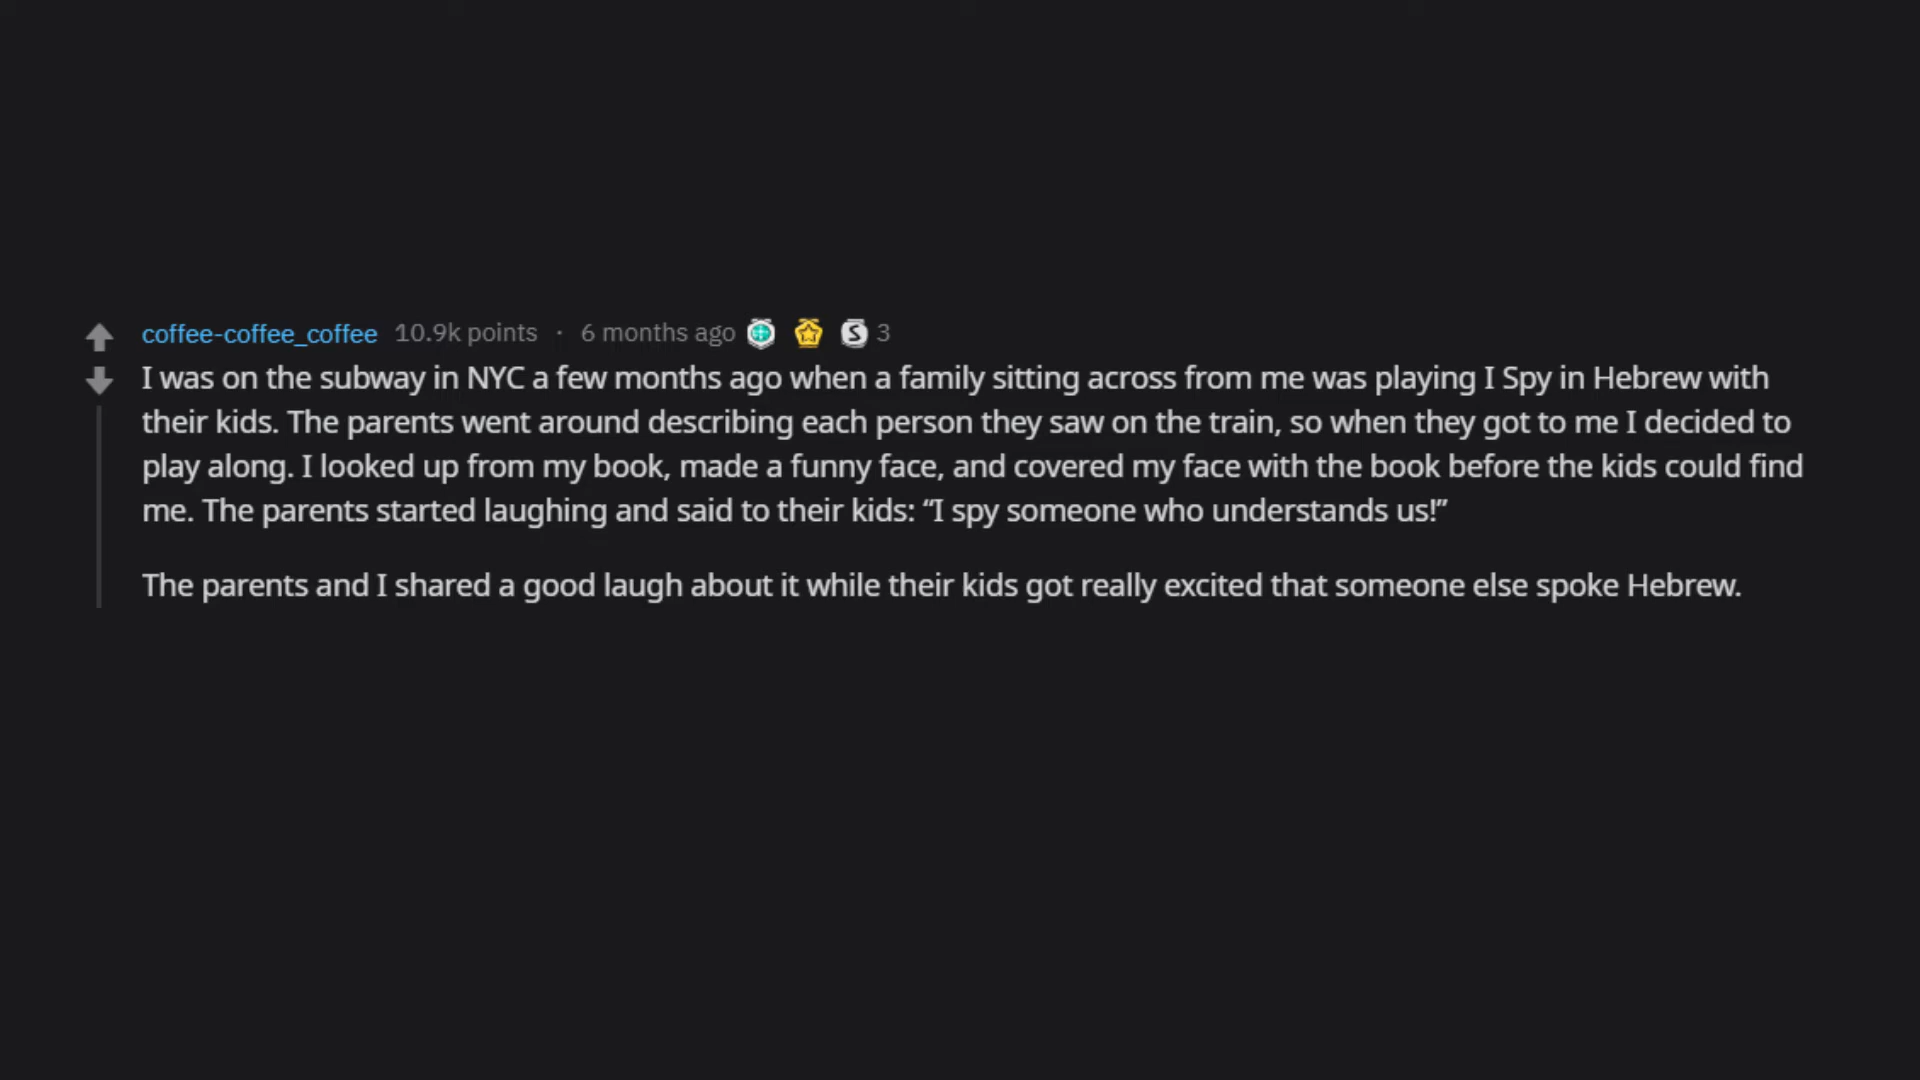 coffee-coffee_coffee 10.9k points · 6 months ago S 3
I was on the subway in NYC a few months ago when a family sitting across from me was playing I Spy in Hebrew with
their kids. The parents went around describing each person they saw on the train, so when they got to me I decided to
play along. I looked up from my book, made a funny face, and covered my face with the book before the kids could find
me. The parents started laughing and said to their kids: “I spy someone who understands us!”
The parents and I shared a good laugh about it while their kids got really excited that someone else spoke Hebrew.